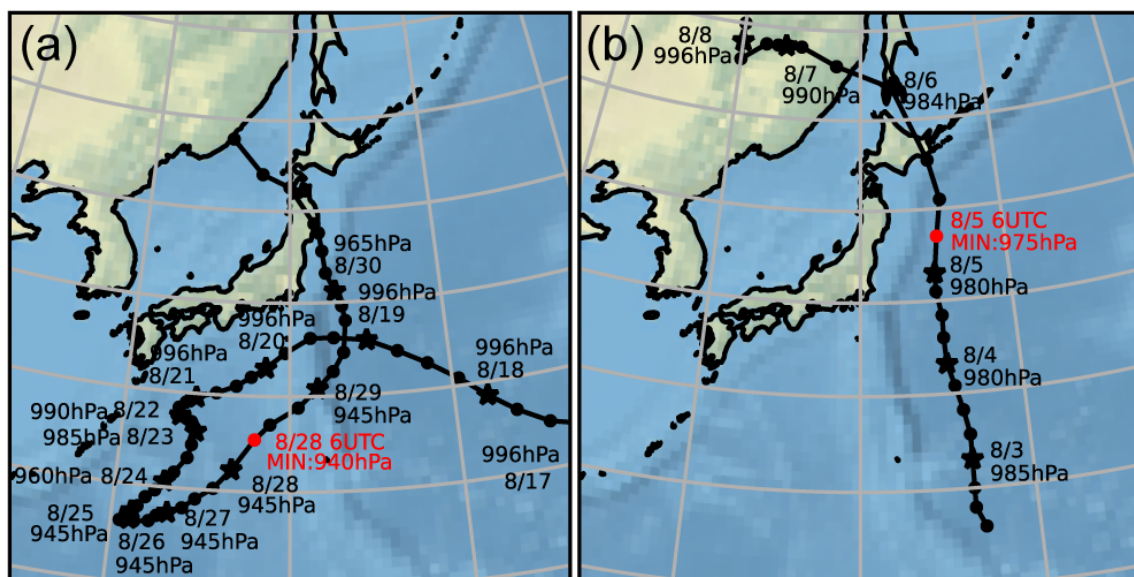 (a)
965hPa
8/30
996hPa
8/19
996hPa
8/20
996hPa
8/21
996hPa
8/18
990hPa 8/22
985hPa 8/23
8/29
945hPa
8/28 6UTC
MIN:940hPa
996hPa
8/17
960hPa 8/24
8/28
945hPa
8/25
945hPa
8/27
945hPa
8/26
945hPa
(b)
8/8
996hPa
8/7
990hPa
8/6
984hPa
8/5 6UTC
MIN:975hPa
8/5
980hPa
8/4
980hPa
8/3
985hPa